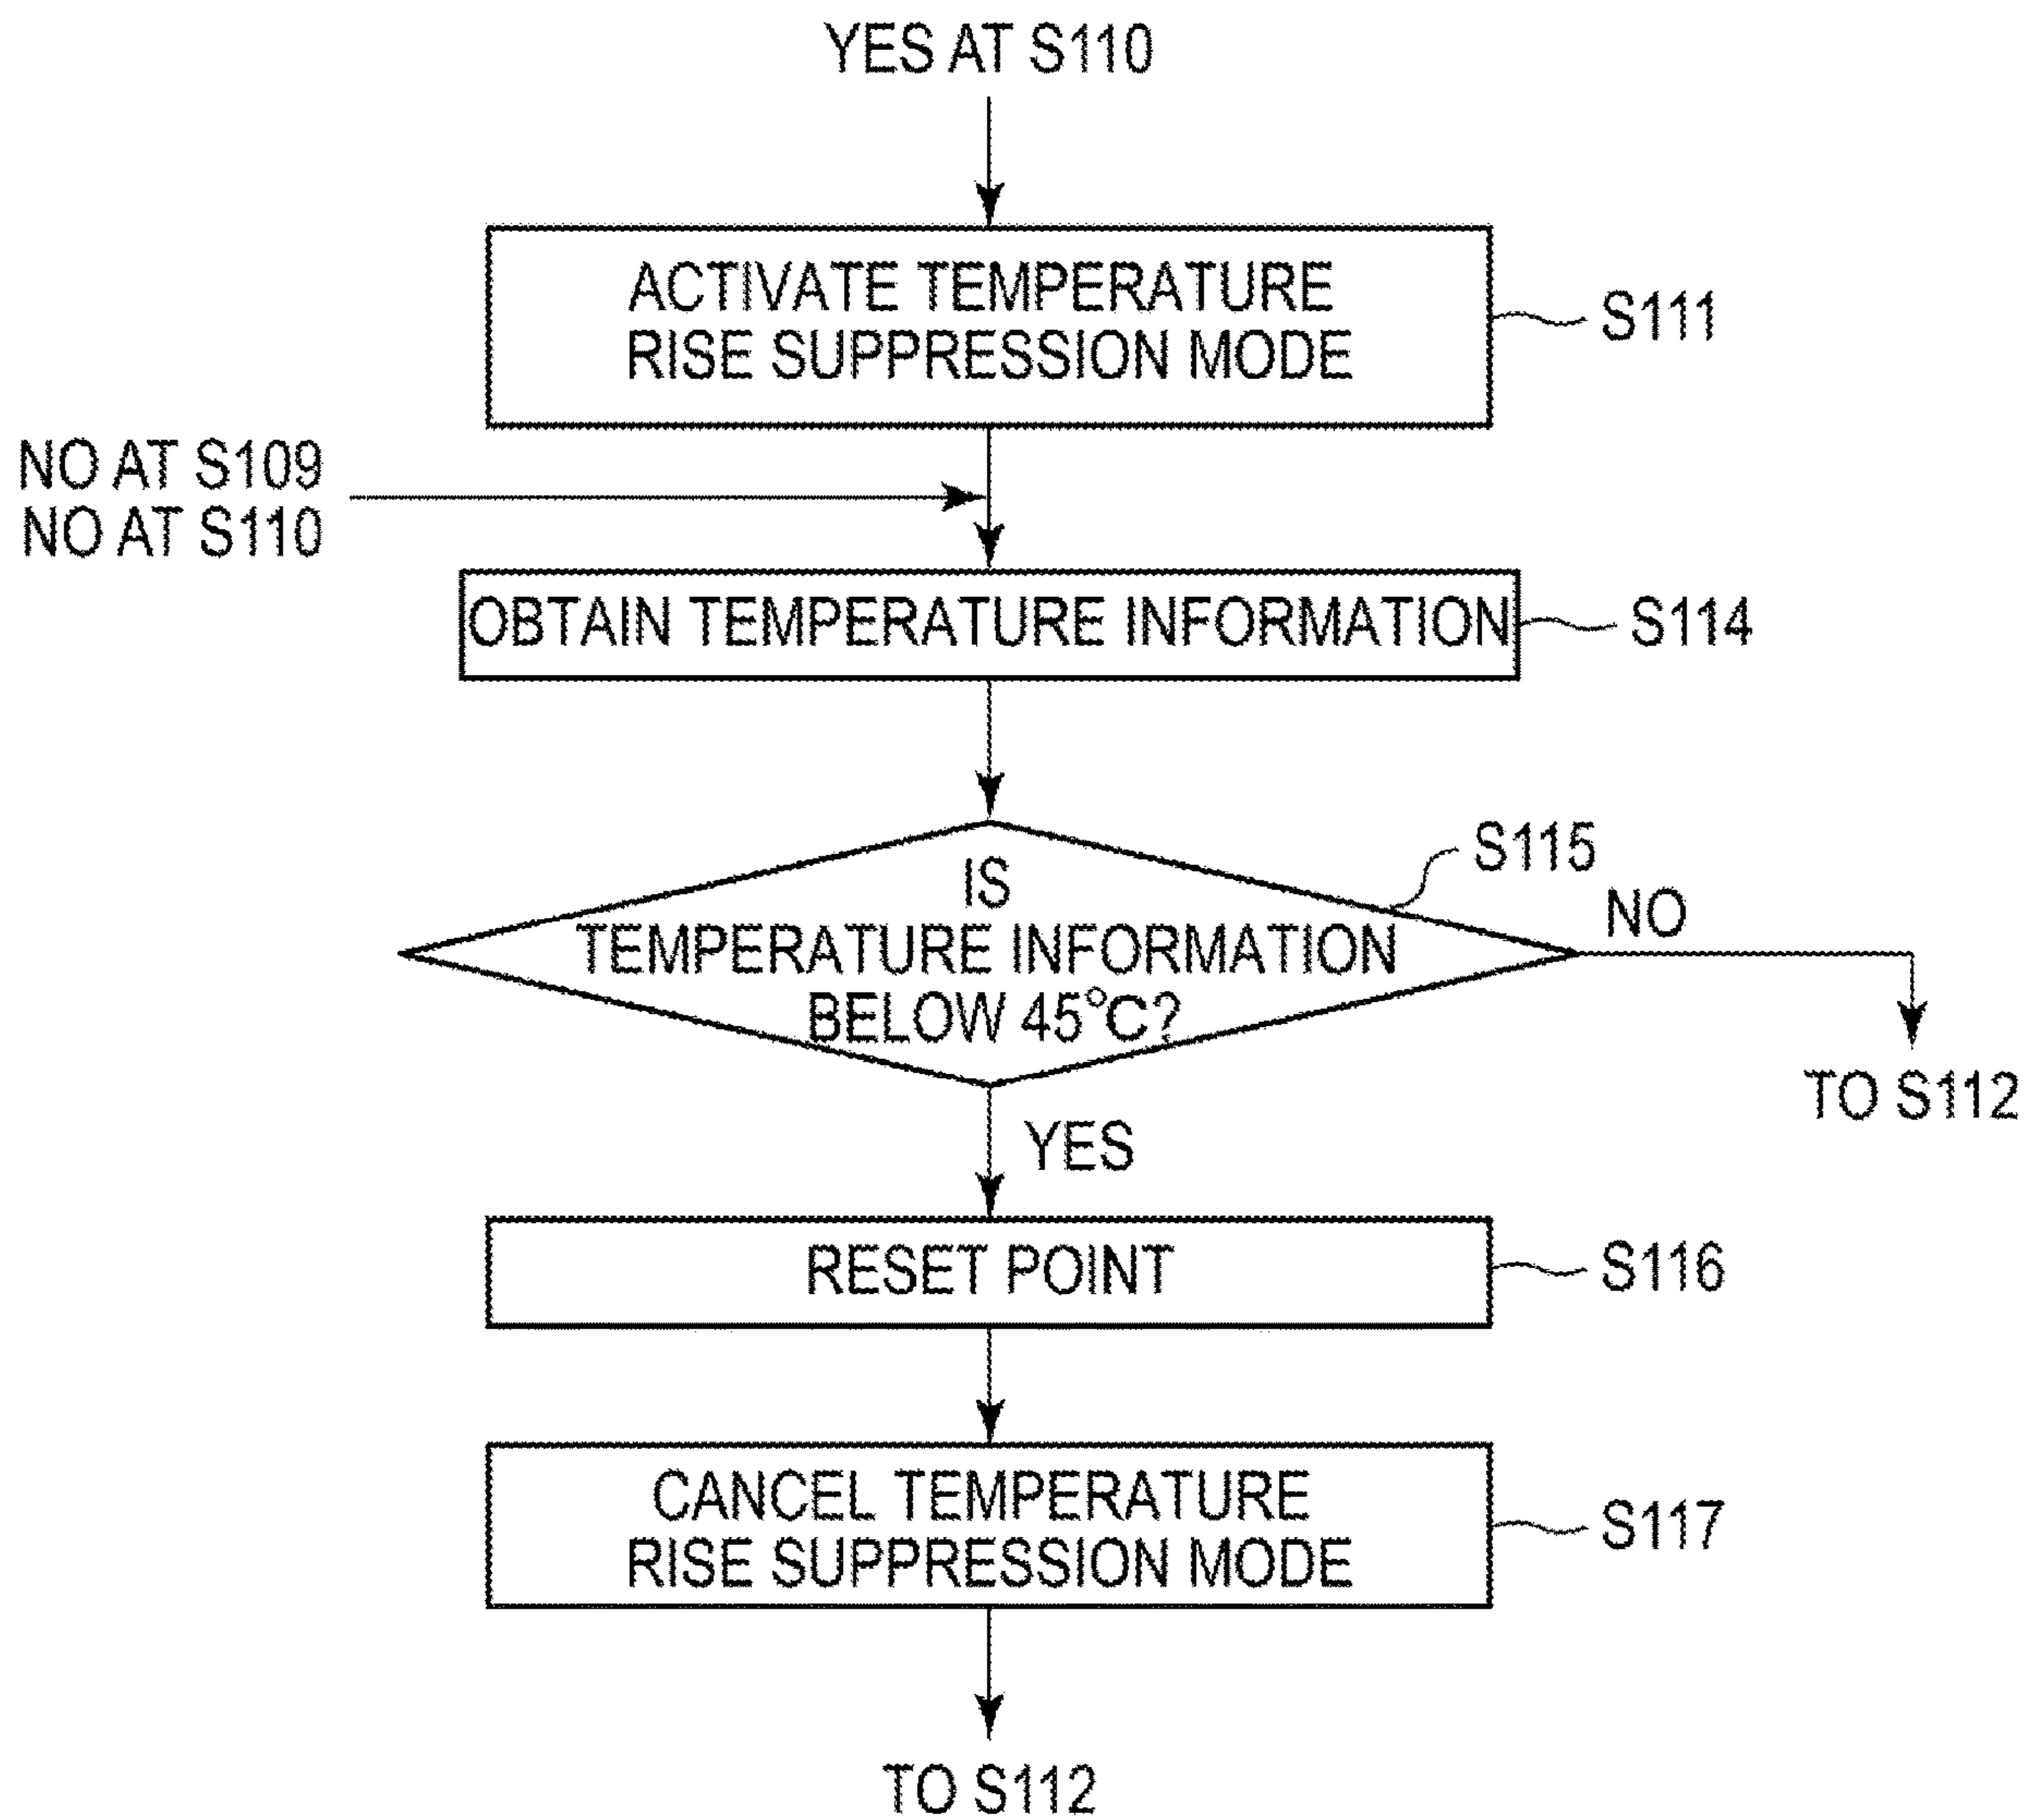 YES AT S110
ACTIVATE TEMPERATURE
RISE SUPPRESSION MODE
S111
NO AT S109
NO AT S110
OBTAIN TEMPERATURE INFORMATION
S114
S115
IS
TEMPERATURE INFORMATION
BELOW 45°C?
NO
TO S112
YES
RESET POINT
S116
CANCEL TEMPERATURE
RISE SUPPRESSION MODE
S117
TO S112